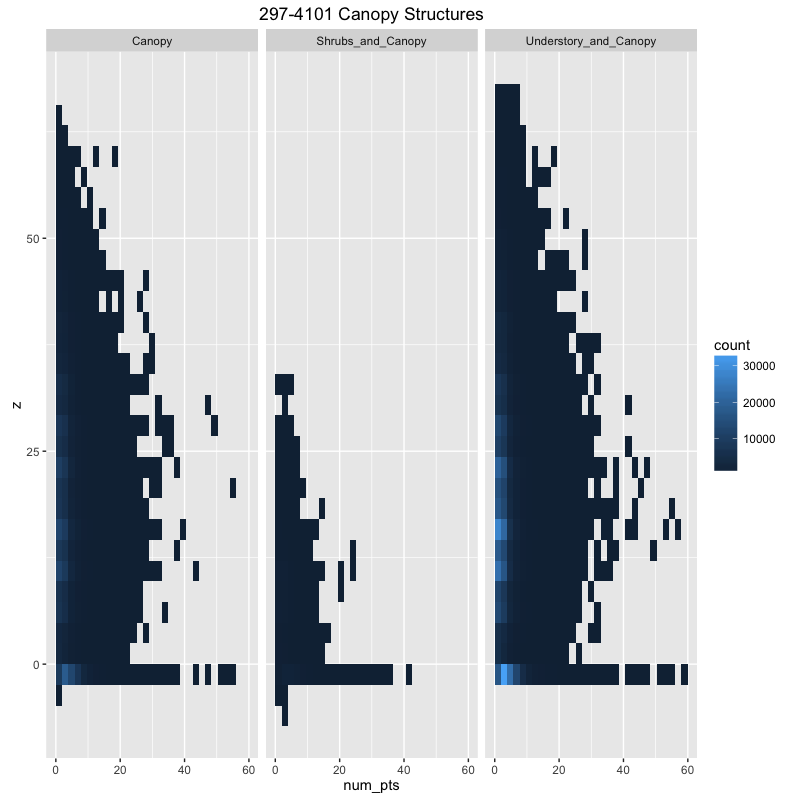 297-4101 Canopy Structures
Canopy Shrubs_and_Canopy Understory_and_Canopy
50
25
0
z
0 20 40 60 0 20 40 60 0 20 40 60
num_pts
count
30000
20000
10000